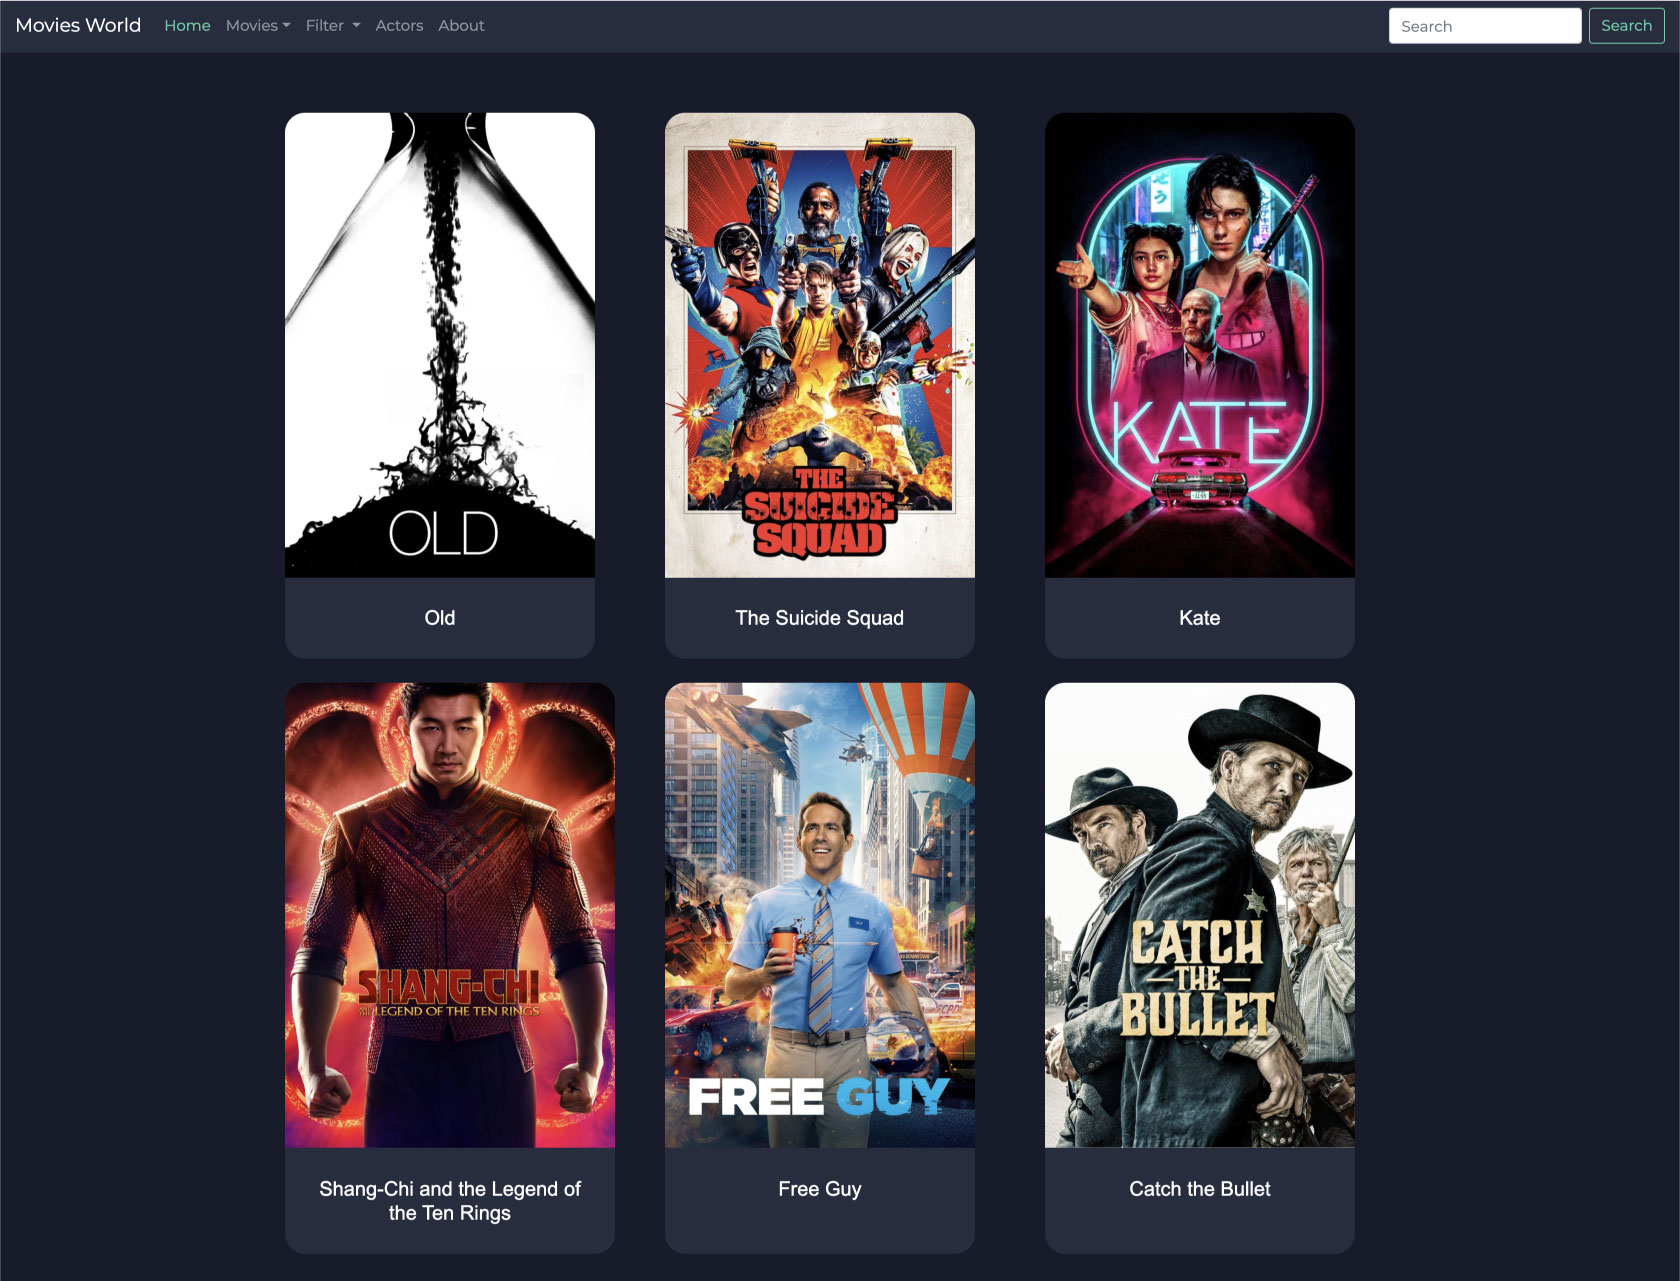 Movies World Home Movies Filter Actors About Search Search
OLD
Old
THE
SUICIDE
SQUAD
The Suicide Squad
KATE
Kate
SHANG-CHI
AND THE LEGEND OF THE TEN RINGS
Shang-Chi and the Legend of
the Ten Rings
GUY
FREE GUY
Free Guy
CATCH
THE
BULLET
Catch the Bullet